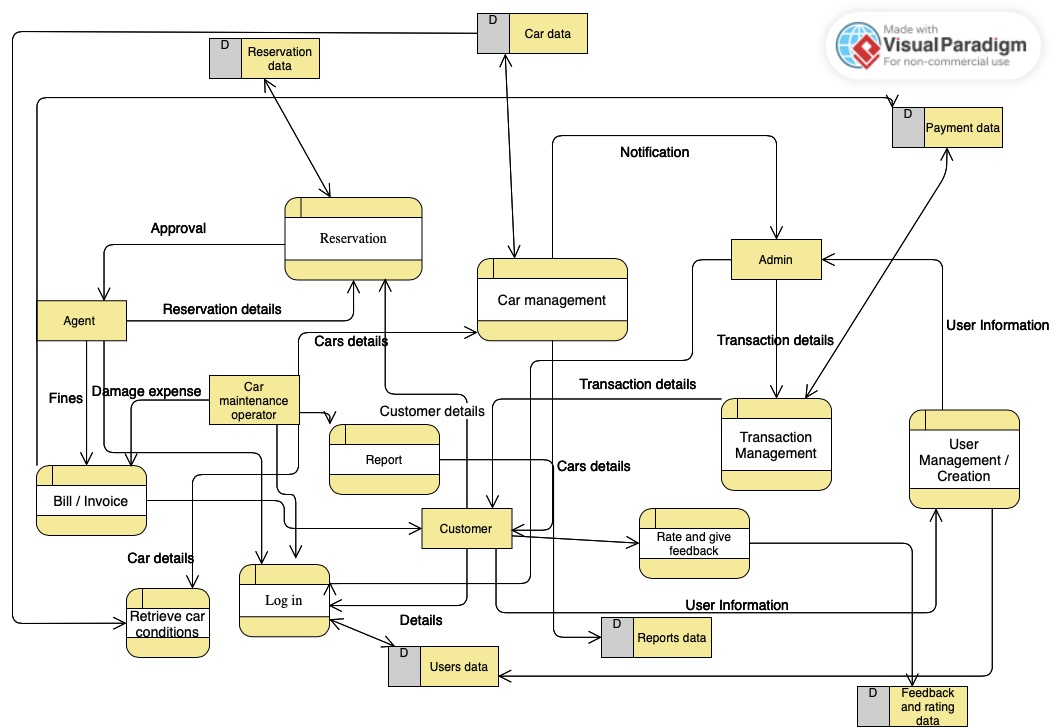 D
Car data
Made with
VisualParadigm
For non-commercial use
D
Reservation
data
D
Payment data
Notification
Approval
Reservation
Admin
Car management
Agent
Reservation details
User Information
Cars details
Transaction details
Transaction details
Fines
Damage expense
Car
maintenance
operator
Customer details
Transaction
Management
User
Management /
Creation
Report
Cars details
Bill / Invoice
Customer
Rate and give
feedback
Car details
Log in
User Information
Retrieve car
conditions
Details
D
Reports data
D
Users data
D
Feedback
and rating
data